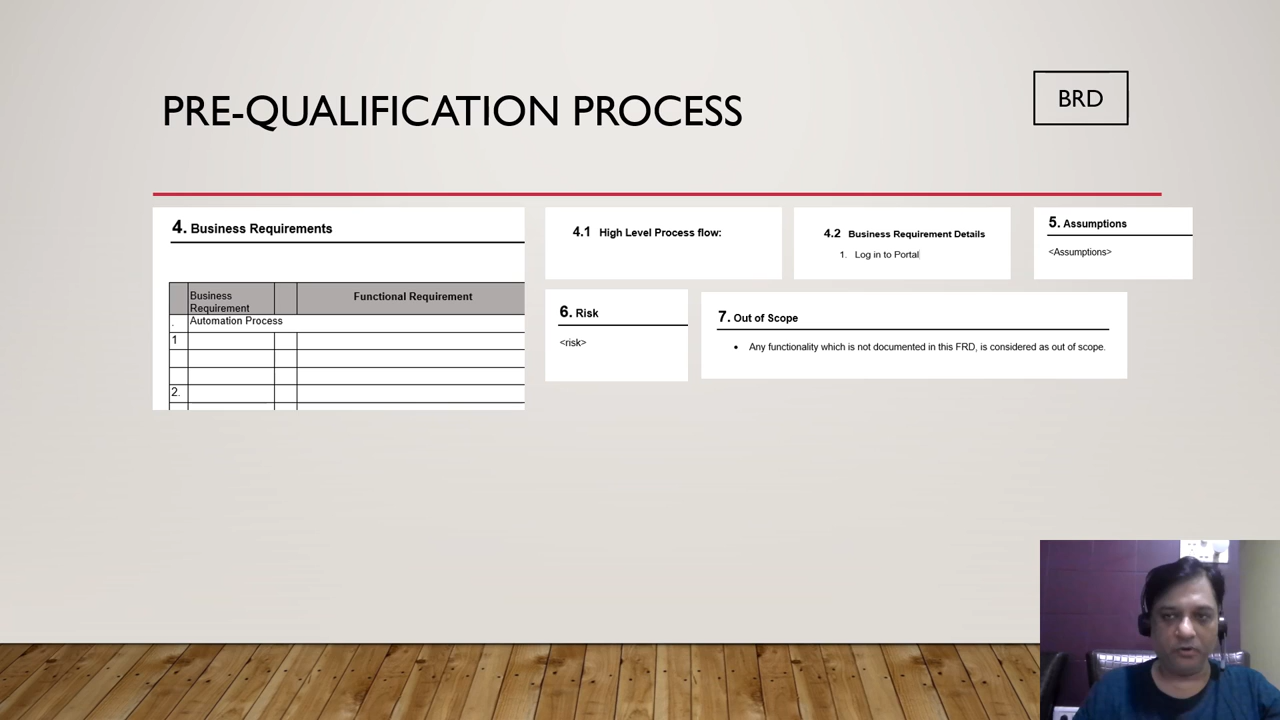 PRE-QUALIFICATION PROCESS
BRD
4. Business Requirements
Business
Requirement
Functional Requirement
. Automation Process
1
2.
4.1 High Level Process flow:
4.2 Business Requirement Details
1. Log in to Portal
5. Assumptions
<Assumptions>
6. Risk
<risk>
7. Out of Scope
• Any functionality which is not documented in this FRD, is considered as out of scope.